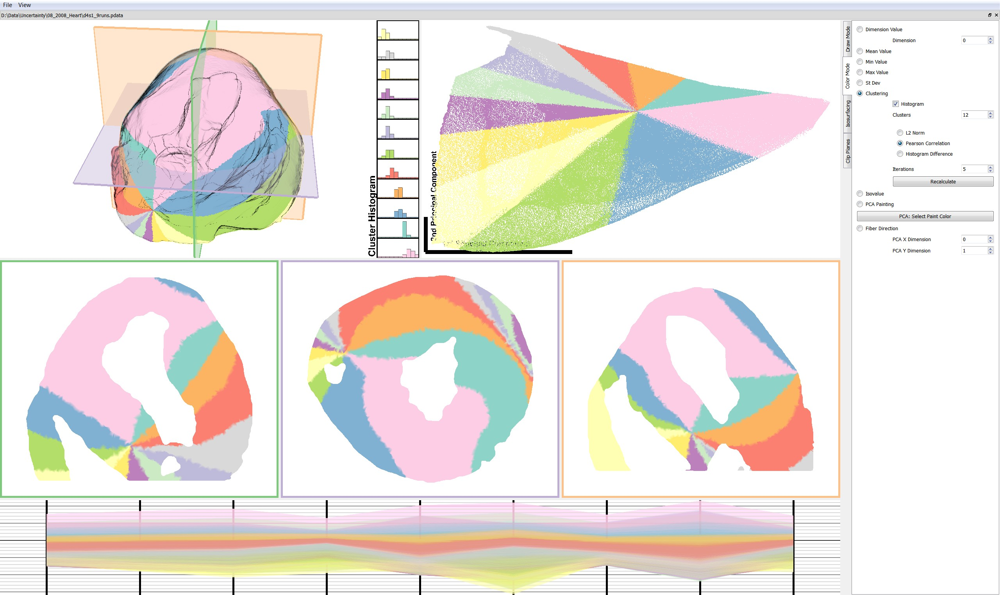 File View
D:\Data\Uncertainty\08_2008_Heart\d4s1_9runs.pdata
Cluster Histogram
2nd Principal Component
Draw Mode
Color Mode
Isosurfacing
Clip Planes
Dimension Value
Dimension 0
Mean Value
Min Value
Max Value
St Dev
Clustering
Histogram
Clusters 12
L2 Norm
Pearson Correlation
Histogram Difference
Iterations 5
Recalculate
Isovalue
PCA Painting
PCA: Select Paint Color
Fiber Direction
PCA X Dimension 0
PCA Y Dimension 1